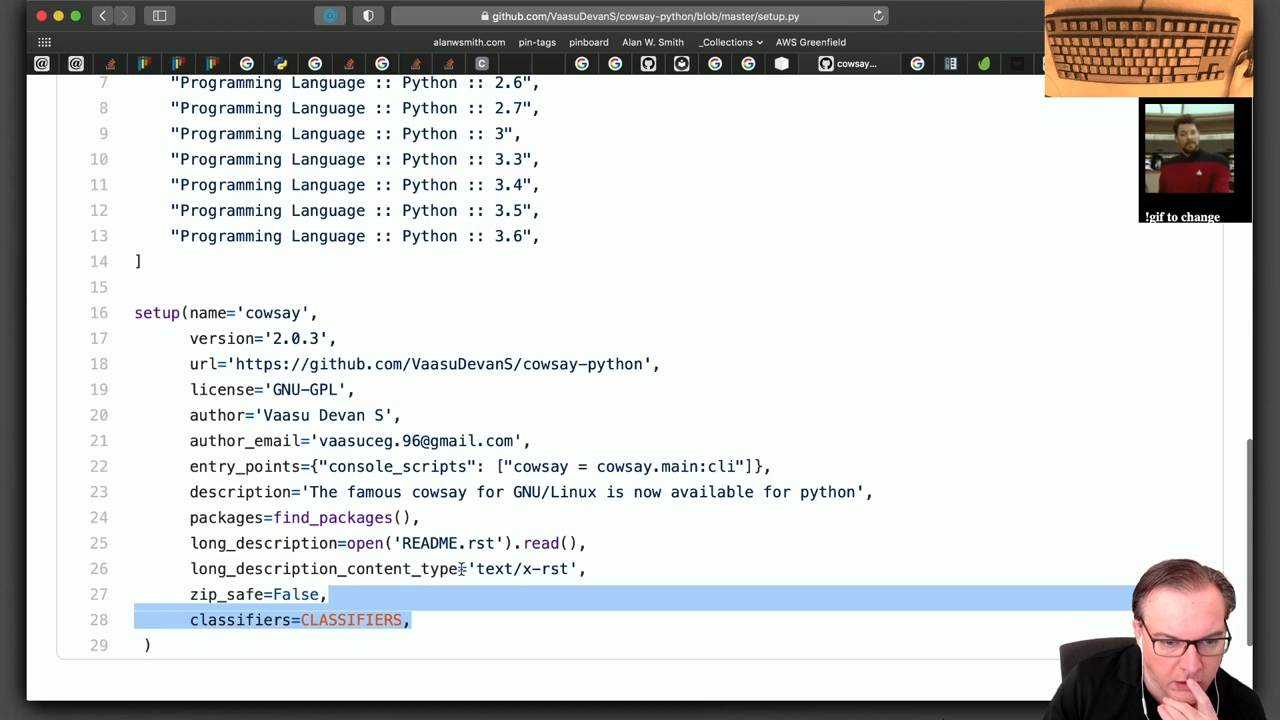 github.com/VaasuDevanS/cowsay-python/blob/master/setup.py
alanwsmith.com pin-tags pinboard Alan W. Smith _Collections AWS Greenfield
cowsay...
7 "Programming Language :: Python :: 2.6",
8 "Programming Language :: Python :: 2.7",
9 "Programming Language :: Python :: 3",
10 "Programming Language :: Python :: 3.3",
11 "Programming Language :: Python :: 3.4",
12 "Programming Language :: Python :: 3.5",
13 "Programming Language :: Python :: 3.6",
14 ]
15
16 setup(name='cowsay',
17 version='2.0.3',
18 url='https://github.com/VaasuDevanS/cowsay-python',
19 license='GNU-GPL',
20 author='Vaasu Devan S',
21 author_email='vaasuceg.96@gmail.com',
22 entry_points={"console_scripts": ["cowsay = cowsay.main:cli"]},
23 description='The famous cowsay for GNU/Linux is now available for python',
24 packages=find_packages(),
25 long_description=open('README.rst').read(),
26 long_description_content_type='text/x-rst',
27 zip_safe=False,
28 classifiers=CLASSIFIERS,
29 )
!gif to change